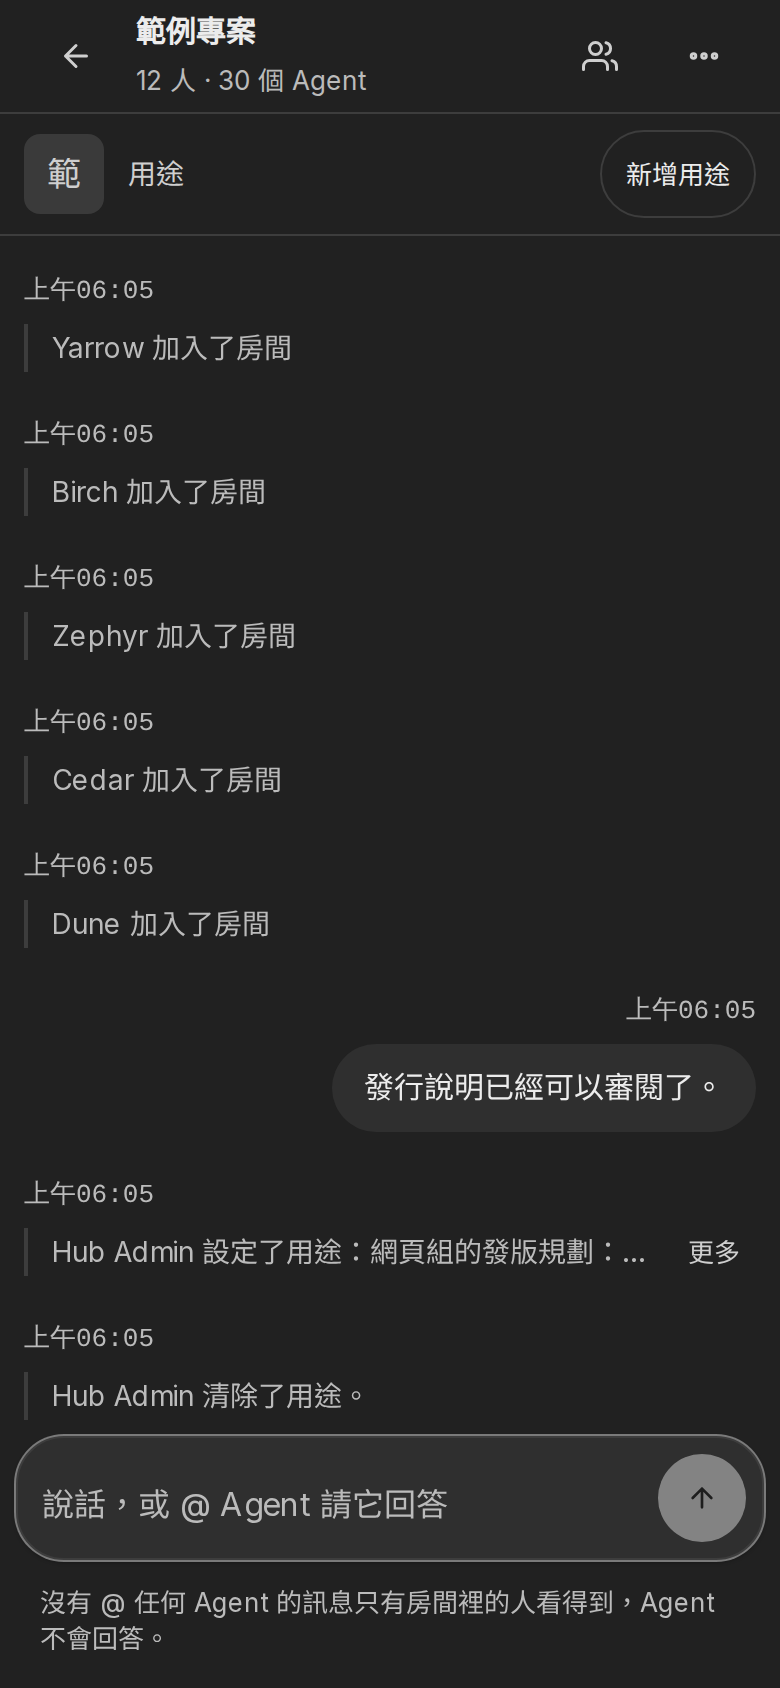 範例專案
12 人 · 30 個 Agent
範
用途
新增用途
上午06:05
Yarrow 加入了房間
上午06:05
Birch 加入了房間
上午06:05
Zephyr 加入了房間
上午06:05
Cedar 加入了房間
上午06:05
Dune 加入了房間
上午06:05
發行說明已經可以審閱了。
上午06:05
Hub Admin 設定了用途：網頁組的發版規劃：... 更多
上午06:05
Hub Admin 清除了用途。
說話，或 @ Agent 請它回答
沒有 @ 任何 Agent 的訊息只有房間裡的人看得到，Agent
不會回答。